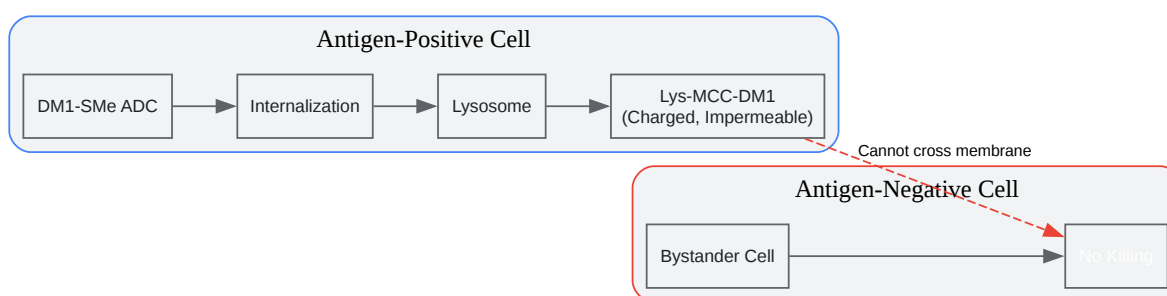 Antigen-Positive Cell
DM1-SMe ADC
Internalization
Lysosome
Lys-MCC-DM1
(Charged, Impermeable)
Cannot cross membrane
Antigen-Negative Cell
Bystander Cell
No Killing